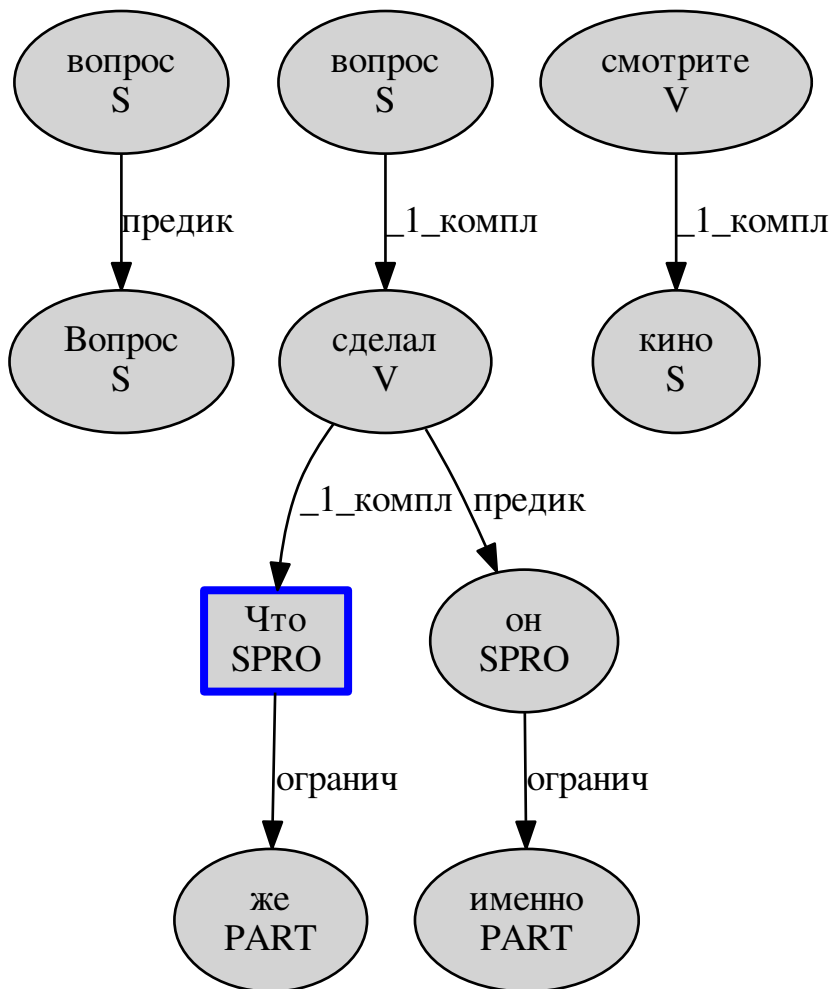 вопрос
S
вопрос
S
смотрите
V
предик
_1_компл
_1_компл
Вопрос
S
сделал
V
кино
S
_1_компл
предик
Что
SPRO
он
SPRO
огранич
огранич
же
PART
именно
PART